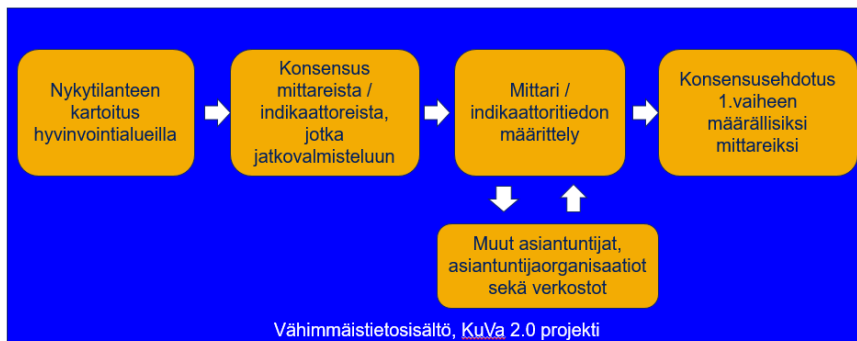 Nykytilanteen
kartoitus
hyvinvointialueilla
Konsensus
mittareista /
indikaattoreista,
jotka
jatkovalmisteluun
Mittari /
indikaattoritiedon
määrittely
Konsensusehdotus
1.vaiheen
määrällisiksi
mittareiksi
Muut asiantuntijat,
asiantuntijaorganisaatiot
sekä verkostot
Vähimmäistietosisältö, KuVa 2.0 projekti